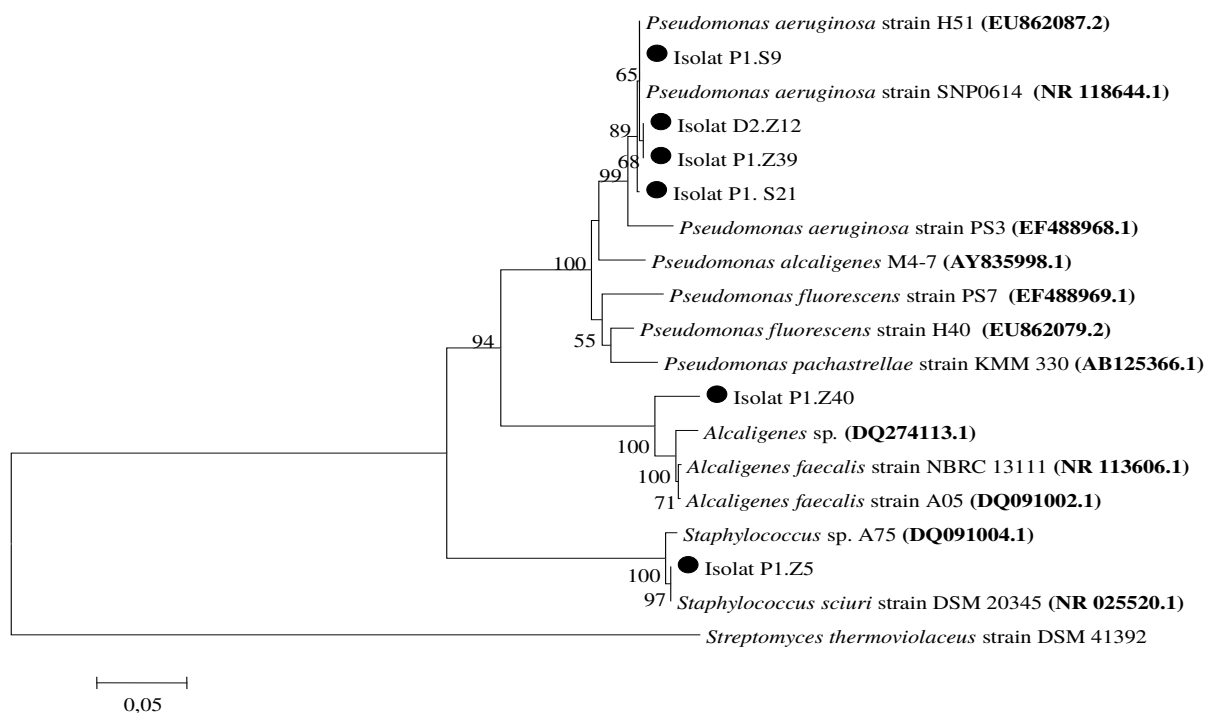 Pseudomonas aeruginosa strain H51 (EU862087.2)
Isolat P1.S9
65
Pseudomonas aeruginosa strain SNP0614 (NR 118644.1)
Isolat D2.Z12
89
Isolat P1.Z39
68
99
Isolat P1. S21
Pseudomonas aeruginosa strain PS3 (EF488968.1)
Pseudomonas alcaligenes M4-7 (AY835998.1)
100
Pseudomonas fluorescens strain PS7 (EF488969.1)
Pseudomonas fluorescens strain H40 (EU862079.2)
55
94
Pseudomonas pachastrellae strain KMM 330 (AB125366.1)
Isolat P1.Z40
Alcaligenes sp. (DQ274113.1)
100
Alcaligenes faecalis strain NBRC 13111 (NR 113606.1)
100
Alcaligenes faecalis strain A05 (DQ091002.1)
71
Staphylococcus sp. A75 (DQ091004.1)
Isolat P1.Z5
100
Staphylococcus sciuri strain DSM 20345 (NR 025520.1)
97
Streptomyces thermoviolaceus strain DSM 41392
0,05